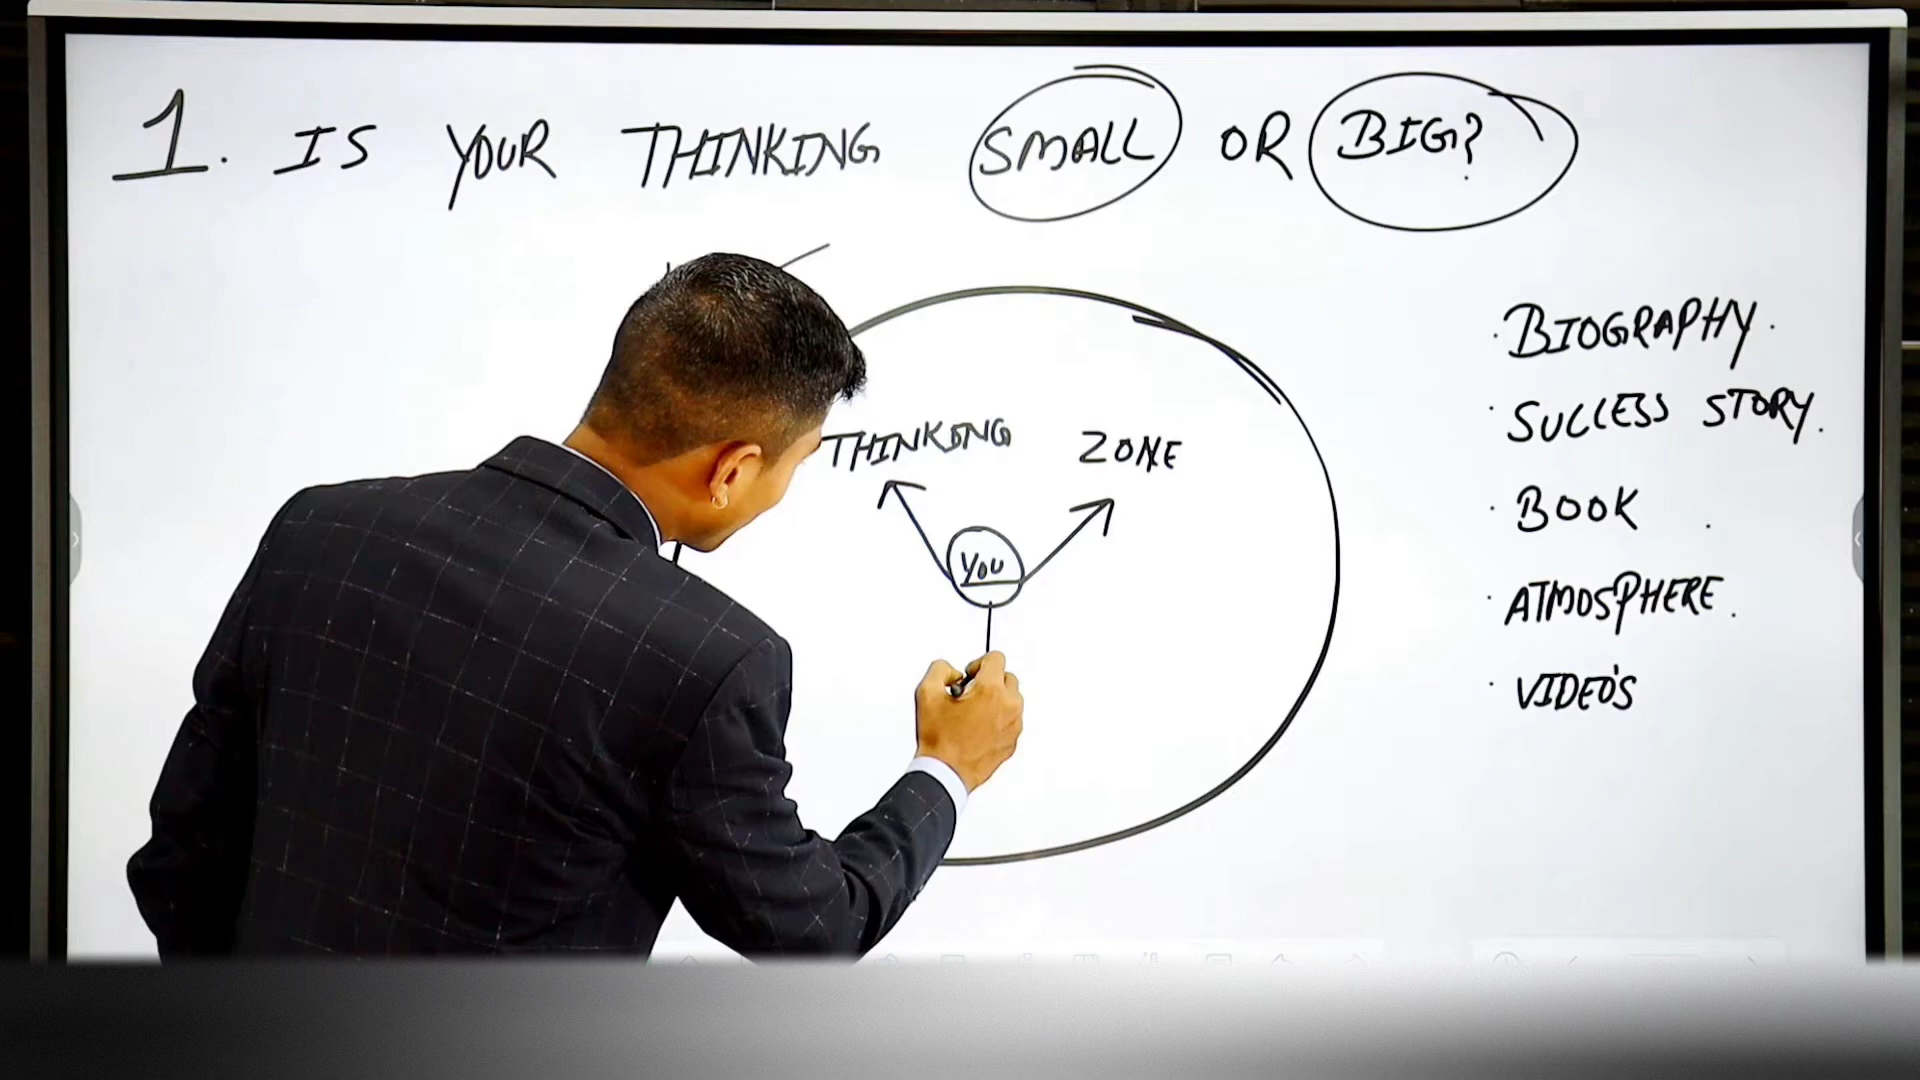 1. IS YOUR THINKING SMALL OR BIG?
THINKING ZONE
YOU
· BIOGRAPHY.
· SUCCESS STORY.
· BOOK .
· ATMOSPHERE.
· VIDEO'S